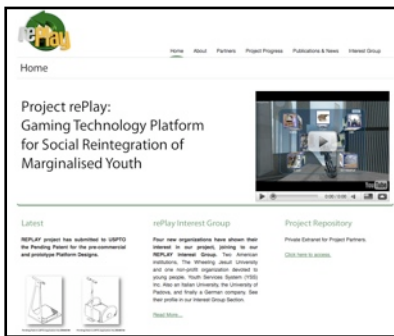 rePlay
Home About Partners Project Progress Publications & News Interest Group
Home
Project rePlay:
Gaming Technology Platform
for Social Reintegration of
Marginalised Youth
YouTube
0:00 / 5:08
Latest
REPLAY project has submitted to USPTO
the Pending Patent for the pre-commercial
and prototype Platform Designs.
rePlay Interest Group
Four new organizations have shown their
interest in our project, joining to our
REPLAY Interest Group. Two American
institutions, The Wheeling Jesuit University
and one non-profit organization devoted to
young people, Youth Services System (YSS)
Inc. Also an Italian University, the University of
Padova, and finally a German company. See
their profile in our Interest Group Section.
Read More...
Project Repository
Private Extranet for Project Partners.
Click here to access.